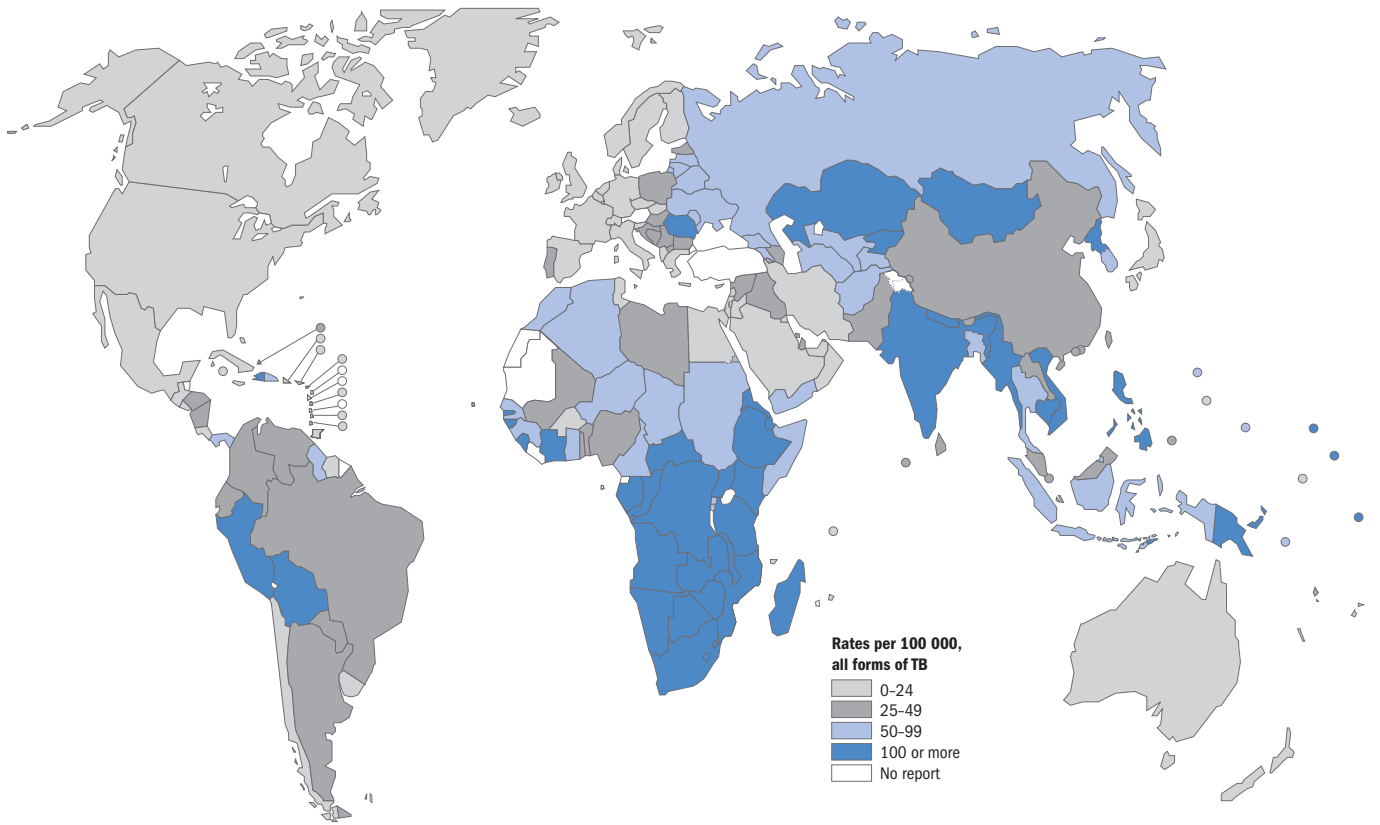 Rates per 100 000,
all forms of TB
0–24
25–49
50–99
100 or more
No report